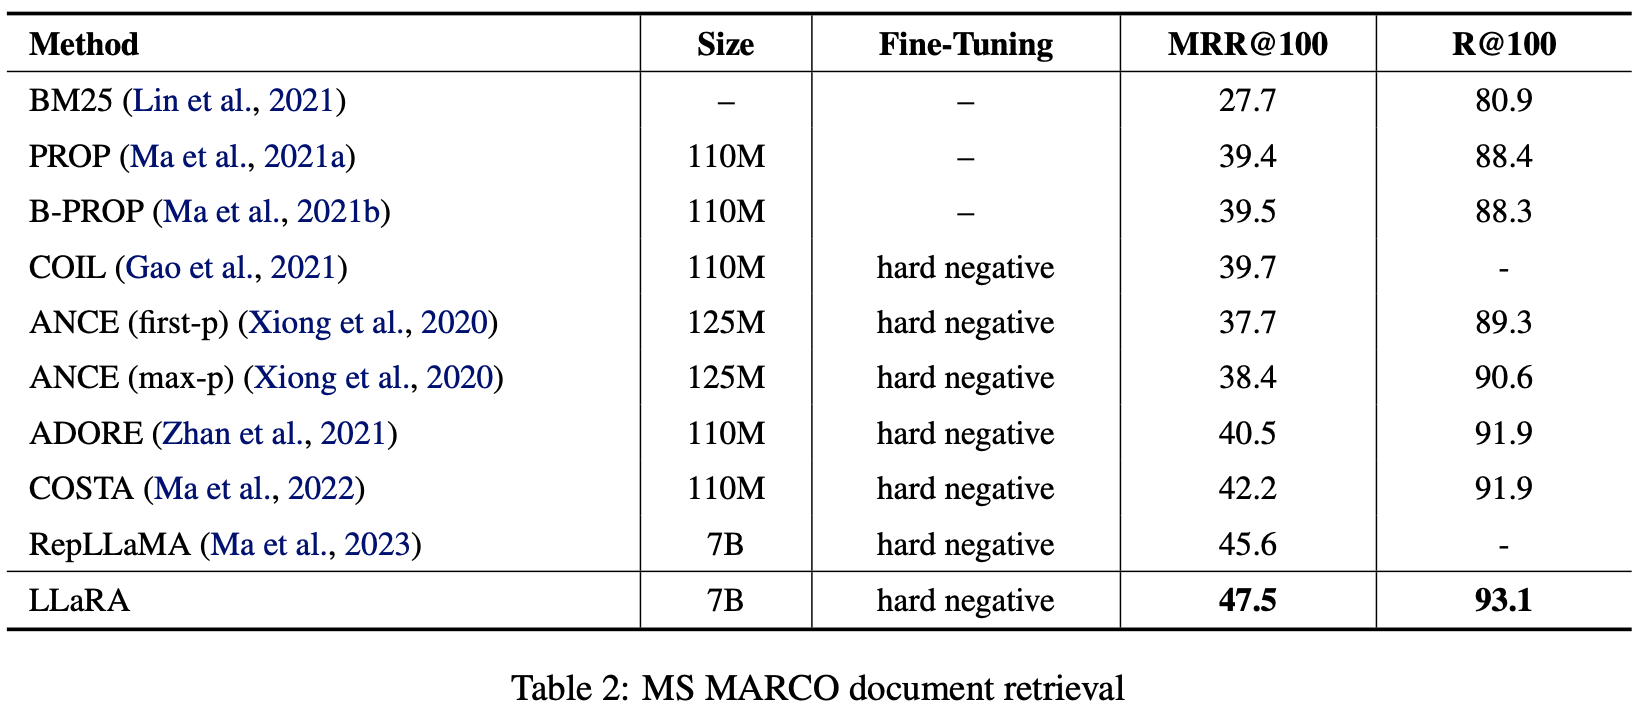 Method Size Fine-Tuning MRR@100 R@100
BM25 (Lin et al., 2021) – – 27.7 80.9
PROP (Ma et al., 2021a) 110M – 39.4 88.4
B-PROP (Ma et al., 2021b) 110M – 39.5 88.3
COIL (Gao et al., 2021) 110M hard negative 39.7 -
ANCE (first-p) (Xiong et al., 2020) 125M hard negative 37.7 89.3
ANCE (max-p) (Xiong et al., 2020) 125M hard negative 38.4 90.6
ADORE (Zhan et al., 2021) 110M hard negative 40.5 91.9
COSTA (Ma et al., 2022) 110M hard negative 42.2 91.9
RepLLaMA (Ma et al., 2023) 7B hard negative 45.6 -
LLaRA 7B hard negative 47.5 93.1
Table 2: MS MARCO document retrieval